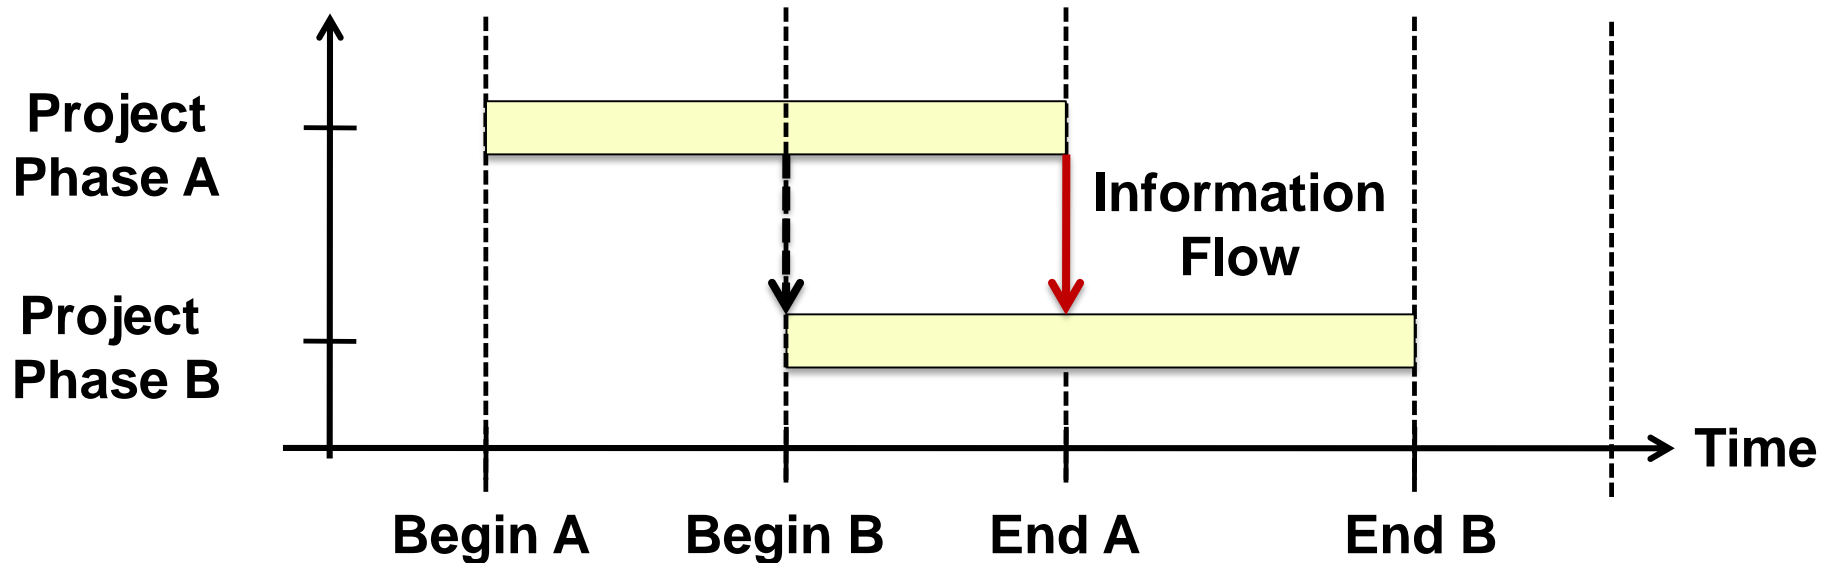 Project
Phase A
Information
Flow
Project
Phase B
Time
Begin A
Begin B
End A
End B